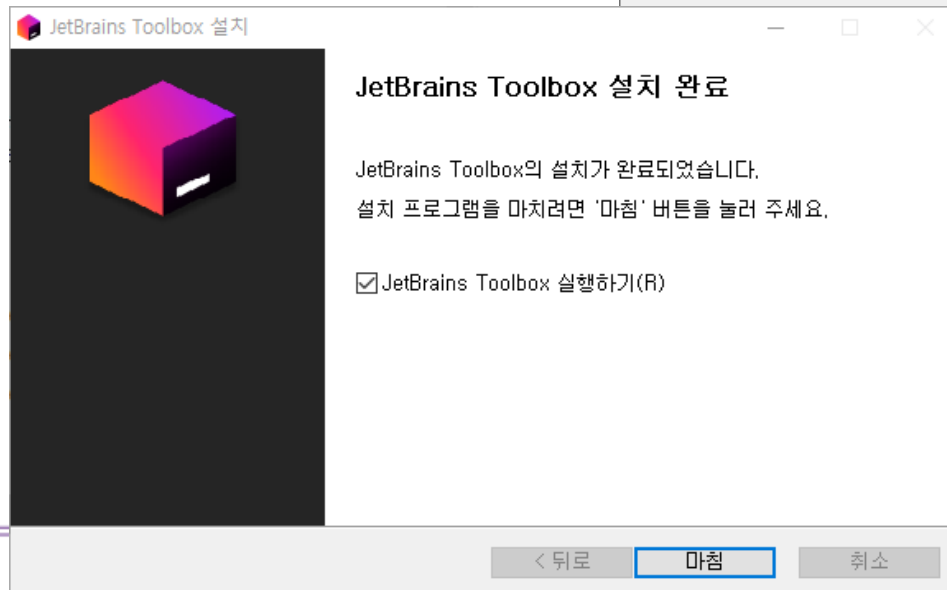 JetBrains Toolbox 설치
JetBrains Toolbox 설치 완료
JetBrains Toolbox의 설치가 완료되었습니다.
설치 프로그램을 마치려면 '마침' 버튼을 눌러 주세요.
JetBrains Toolbox 실행하기(R)
< 뒤로
마침
취소